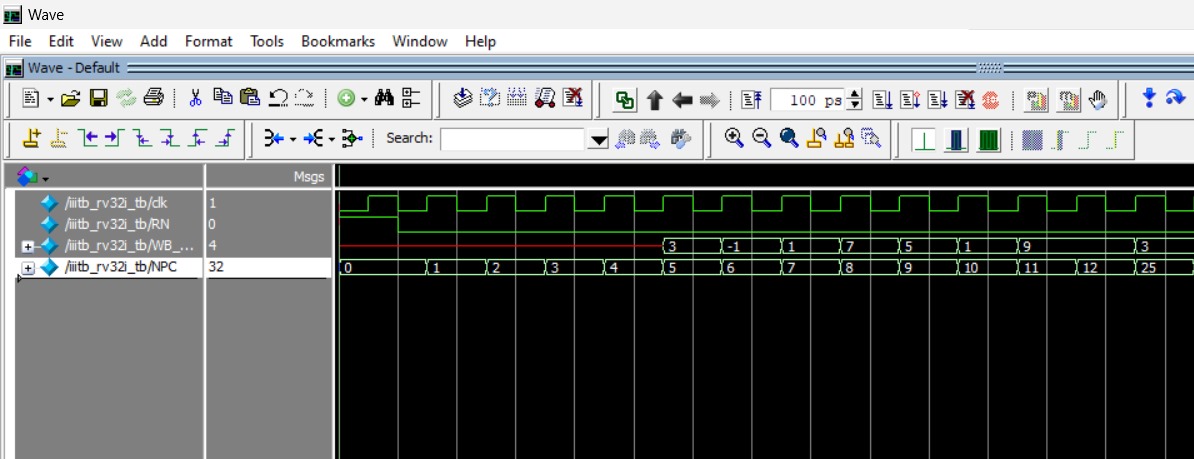 Wave
File Edit View Add Format Tools Bookmarks Window Help
Wave - Default
100 ps
Search:
Msgs
/iiitb_rv32i_tb/clk 1
/iiitb_rv32i_tb/RN 0
/iiitb_rv32i_tb/WB_... 4 3 -1 1 7 5 1 9 3
/iiitb_rv32i_tb/NPC 32 0 1 2 3 4 5 6 7 8 9 10 11 12 25